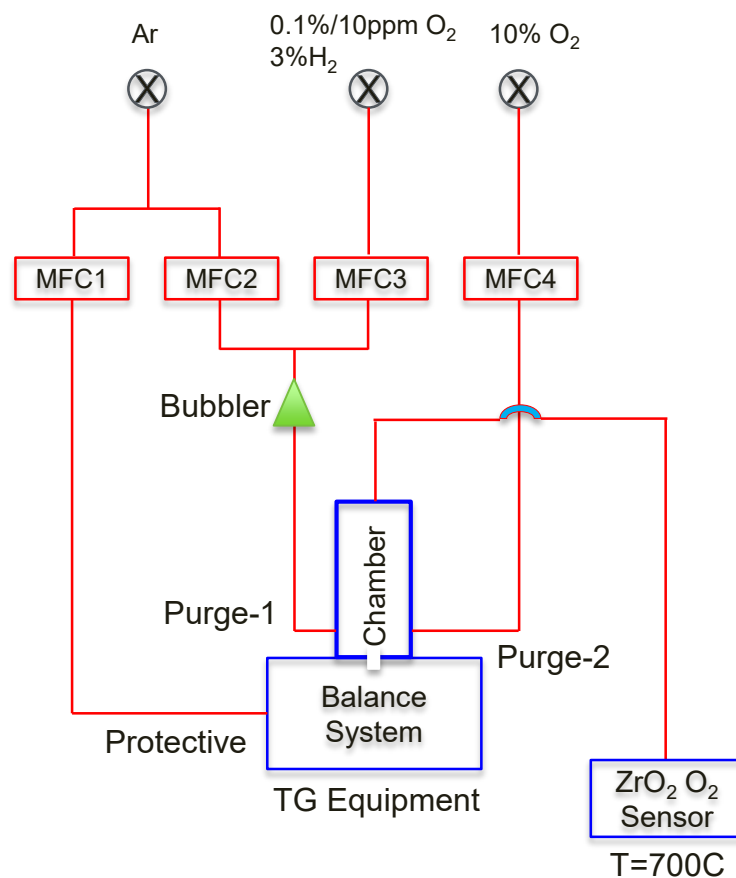 Ar
0.1%/10ppm O₂
3%H₂
10% O₂
X
X
X
MFC1
MFC2
MFC3
MFC4
Bubbler
Chamber
Purge-1
Purge-2
Balance
System
Protective
TG Equipment
ZrO₂ O₂
Sensor
T=700C